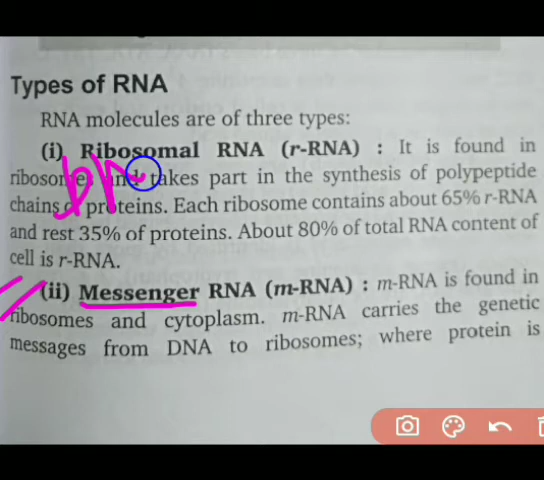 Types of RNA
RNA molecules are of three types:
(i) Ribosomal RNA (r-RNA) : It is found in
takes part in the synthesis of polypeptide
chains proteins. Each ribosome contains about 65% r-RNA
and rest 35% of proteins. About 80% of total RNA content of
cell is r-RNA.
(ii) Messenger RNA (m-RNA) : m-RNA is found in
ribosomes and cytoplasm. m-RNA carries the genetic
messages from DNA to ribosomes; where protein is